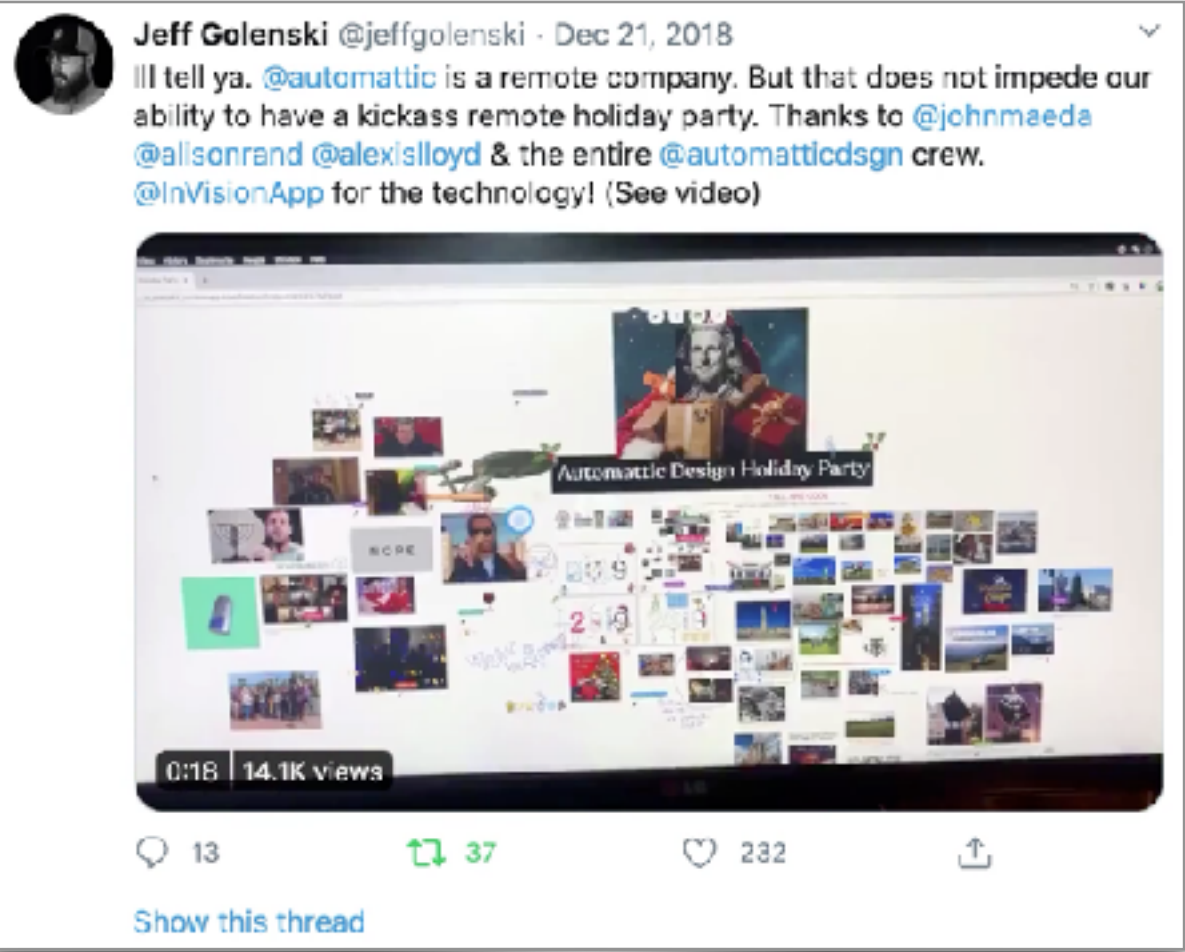 Jeff Golenski @jeffgolenski · Dec 21, 2018
Ill tell ya. @automattic is a remote company. But that does not impede our
ability to have a kickass remote holiday party. Thanks to @johnmaeda
@alisonrand @alexislloyd & the entire @automatticdsgn crew.
@InVisionApp for the technology! (See video)
Automattic Design Holiday Party
NOPE
0:18 14.1K views
LG
13 37 232
Show this thread